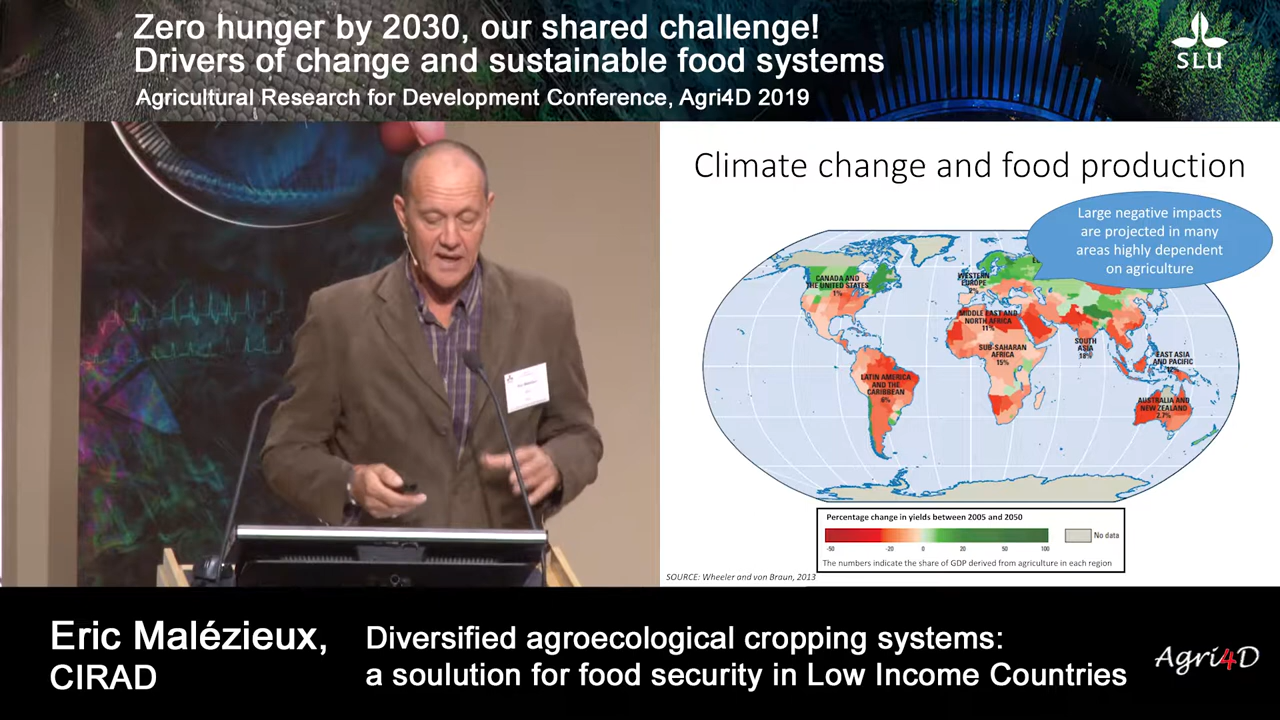 Zero hunger by 2030, our shared challenge!
Drivers of change and sustainable food systems
Agricultural Research for Development Conference, Agri4D 2019
SLU
Climate change and food production
Large negative impacts
are projected in many
areas highly dependent
on agriculture
CANADA AND
THE UNITED STATES
1%
WESTERN
EUROPE
2%
MIDDLE EAST AND
NORTH AFRICA
11%
SUB-SAHARAN
AFRICA
15%
SOUTH
ASIA
18%
EAST ASIA
AND PACIFIC
LATIN AMERICA
AND THE
CARIBBEAN
6%
AUSTRALIA AND
NEW ZEALAND
2.7%
Percentage change in yields between 2005 and 2050
-50 -20 0 20 50 100
No data
The numbers indicate the share of GDP derived from agriculture in each region
SOURCE: Wheeler and von Braun, 2013
Eric Malézieux,
CIRAD
Diversified agroecological cropping systems:
a soulution for food security in Low Income Countries
Agri4D